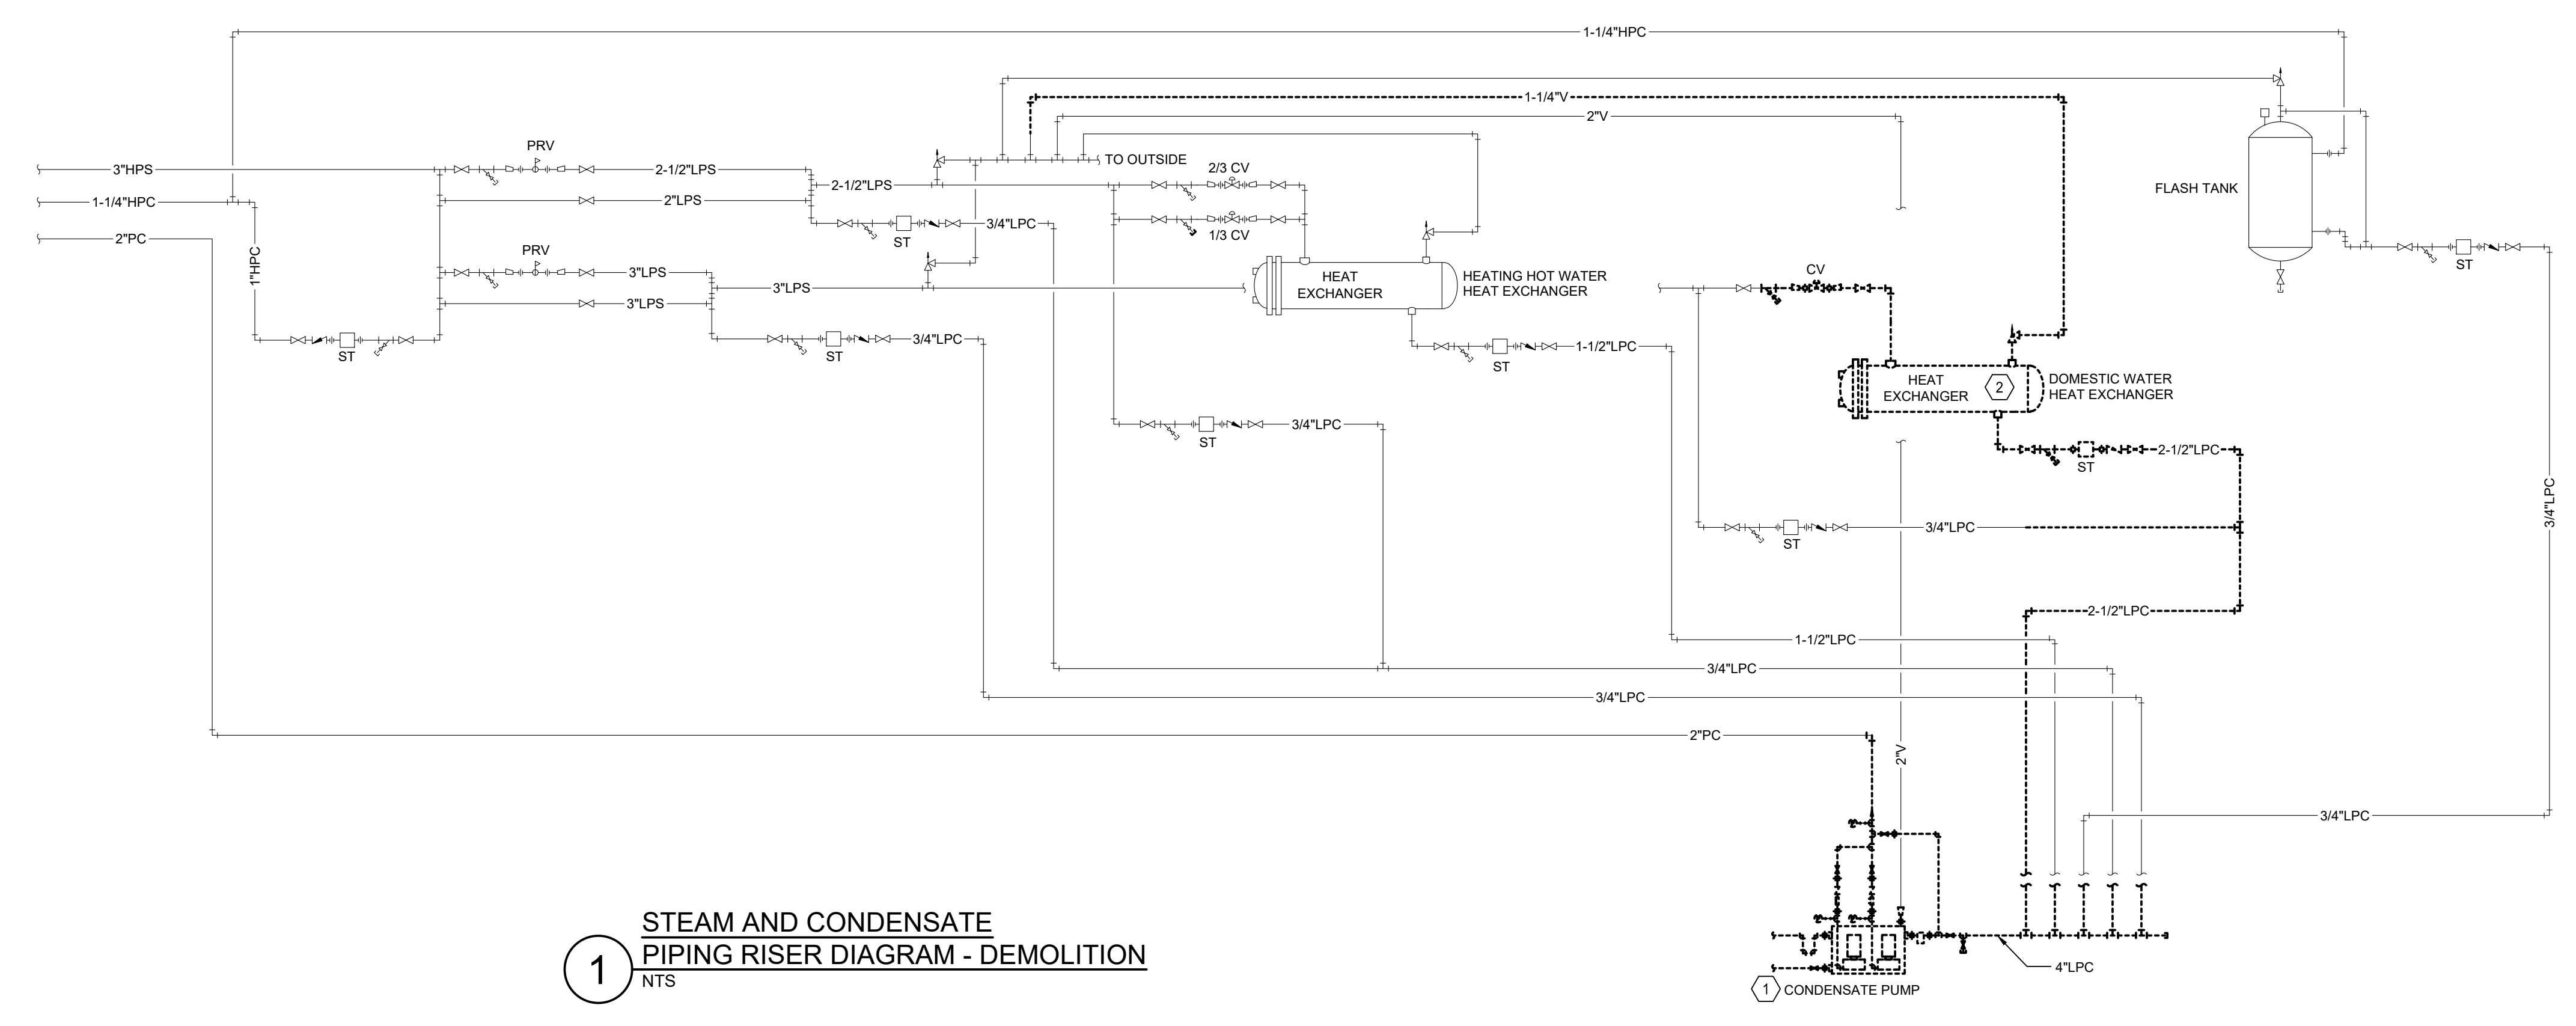 1-1/4"HPC
1-1/4"V
2"V
PRV
TO OUTSIDE
3"HPS
2-1/2"LPS
2/3 CV
2-1/2"LPS
FLASH TANK
1-1/4"HPC
2"LPS
3/4"LPC
ST
1/3 CV
2"PC
PRV
1"HPC
ST
3"LPS
3"LPS
3"LPS
HEAT
EXCHANGER
HEATING HOT WATER
HEAT EXCHANGER
CV
ST
3/4"LPC
ST
1-1/2"LPC
ST
HEAT
EXCHANGER
2
DOMESTIC WATER
HEAT EXCHANGER
3/4"LPC
ST
2-1/2"LPC
ST
3/4"LPC
3/4"LPC
ST
2-1/2"LPC
1-1/2"LPC
3/4"LPC
3/4"LPC
2"PC
2"V
3/4"LPC
4"LPC
1
CONDENSATE PUMP
1
STEAM AND CONDENSATE
PIPING RISER DIAGRAM - DEMOLITION
NTS